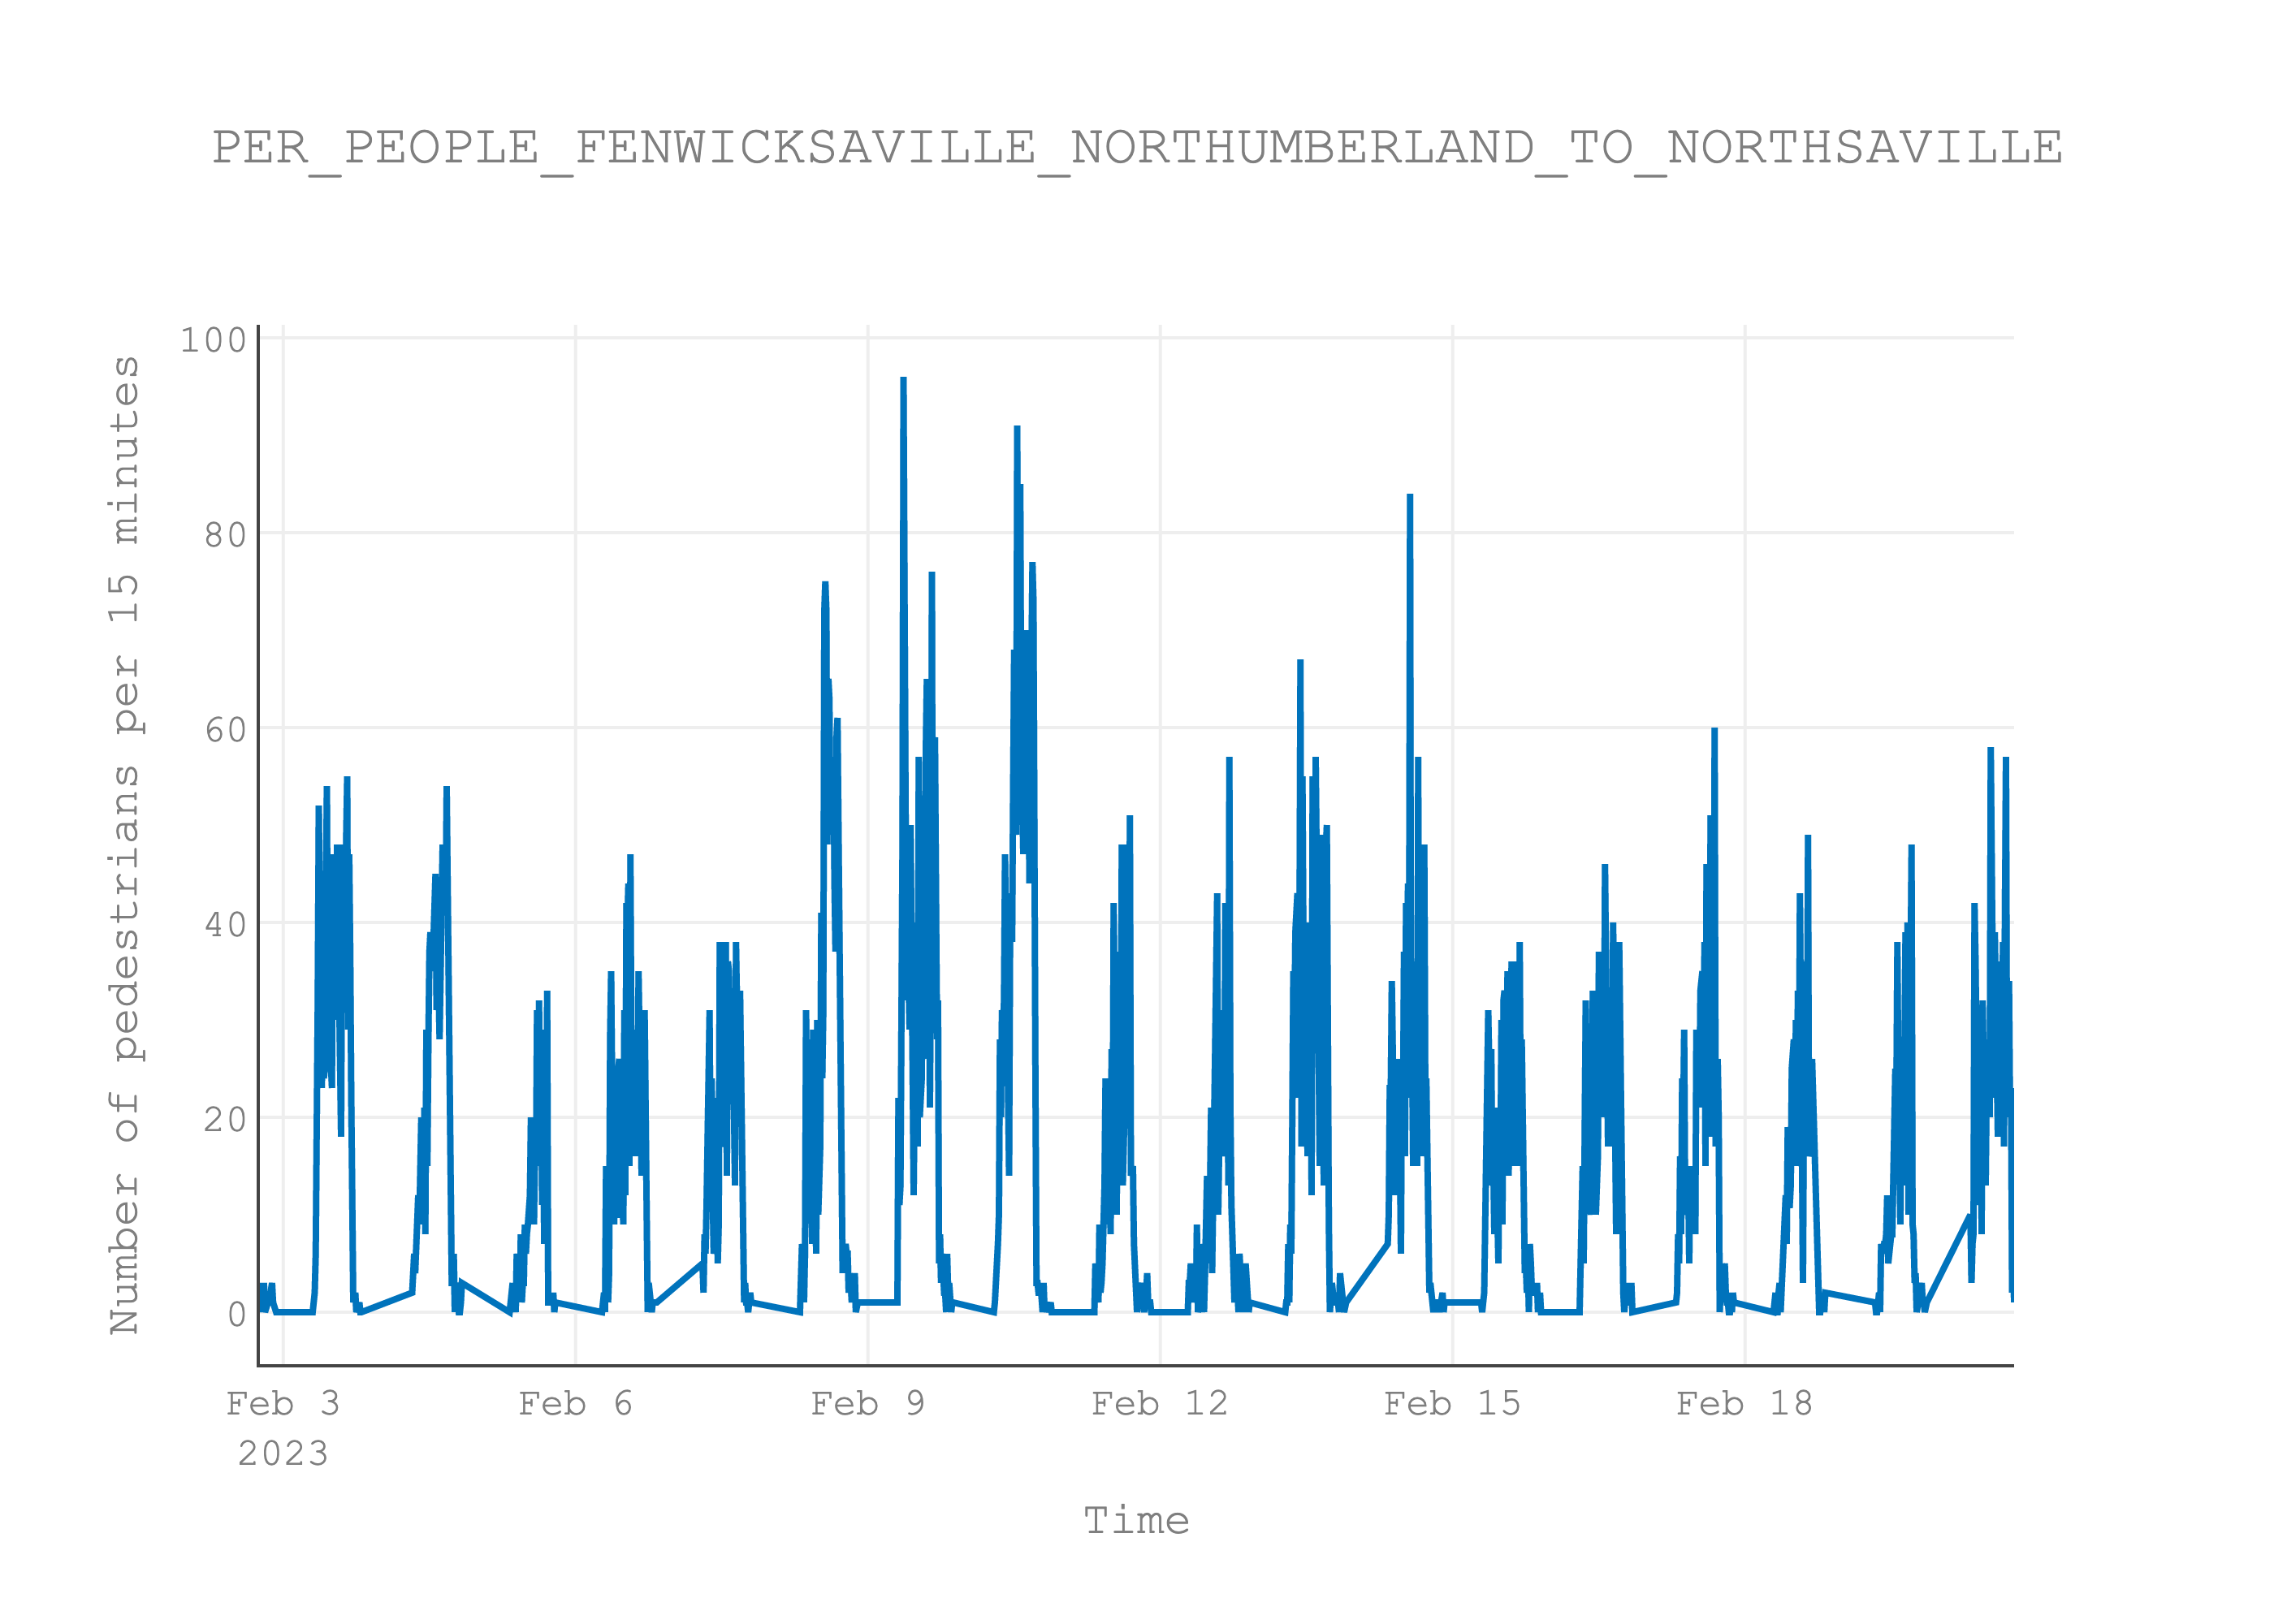 PER_PEOPLE_FENWICKSAVILLE_NORTHUMBERLAND_TO_NORTHSAVILLE
Number of pedestrians per 15 minutes
100
80
60
40
20
0
Feb 3
2023
Feb 6
Feb 9
Feb 12
Feb 15
Feb 18
Time